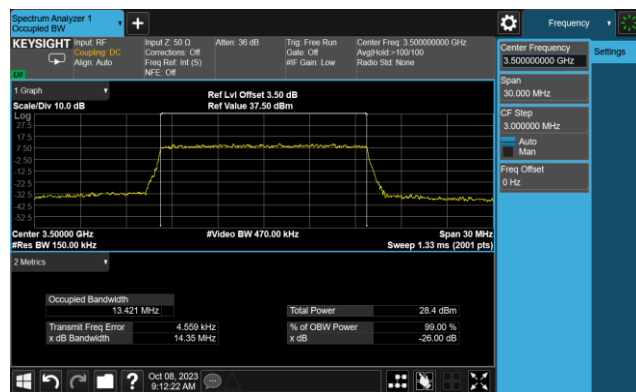 Spectrum Analyzer 1
Occupied BW
Frequency
KEYSIGHT
Input: RF
Coupling: DC
Align: Auto
Input Z: 50 Ω
Corrections: Off
Freq Ref: Int (S)
NFE: Off
Atten: 36 dB
Trig: Free Run
Gate: Off
#IF Gain: Low
Center Freq: 3.500000000 GHz
Avg|Hold:>100/100
Radio Std: None
Center Frequency
3.500000000 GHz
Settings
Span
30.000 MHz
CF Step
3.000000 MHz
Auto
Man
Freq Offset
0 Hz
1 Graph
Scale/Div 10.0 dB
Ref Lvl Offset 3.50 dB
Ref Value 37.50 dBm
Log
27.5
17.5
7.50
-2.50
-12.5
-22.5
-32.5
-42.5
-52.5
Center 3.50000 GHz
#Res BW 150.00 kHz
#Video BW 470.00 kHz
Span 30 MHz
Sweep 1.33 ms (2001 pts)
2 Metrics
Occupied Bandwidth
13.421 MHz
Total Power 28.4 dBm
Transmit Freq Error 4.559 kHz
% of OBW Power 99.00 %
x dB Bandwidth 14.35 MHz
x dB -26.00 dB
?
Oct 08, 2023
9:12:22 AM